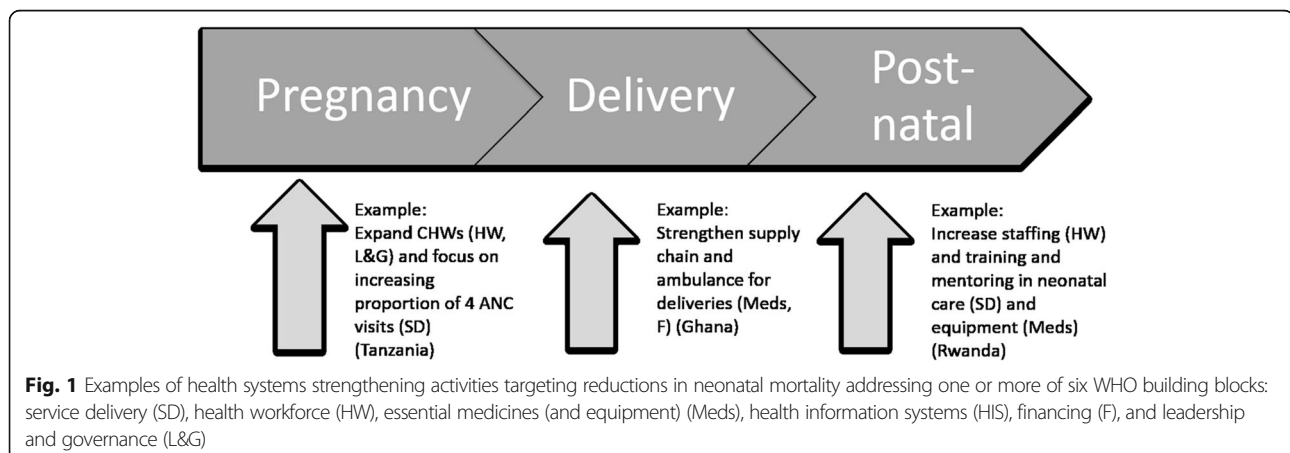 Pregnancy
Delivery
Post-
natal
Example:
Expand CHWs (HW,
L&G) and focus on
increasing
proportion of 4 ANC
visits (SD)
(Tanzania)
Example:
Strengthen supply
chain and
ambulance for
deliveries (Meds,
F) (Ghana)
Example:
Increase staffing (HW)
and training and
mentoring in
neonatal care (SD) and
equipment (Meds)
(Rwanda)
Fig. 1 Examples of health systems strengthening activities targeting reductions in neonatal mortality addressing one or more of six WHO building blocks:
service delivery (SD), health workforce (HW), essential medicines (and equipment) (Meds), health information systems (HIS), financing (F), and leadership
and governance (L&G)